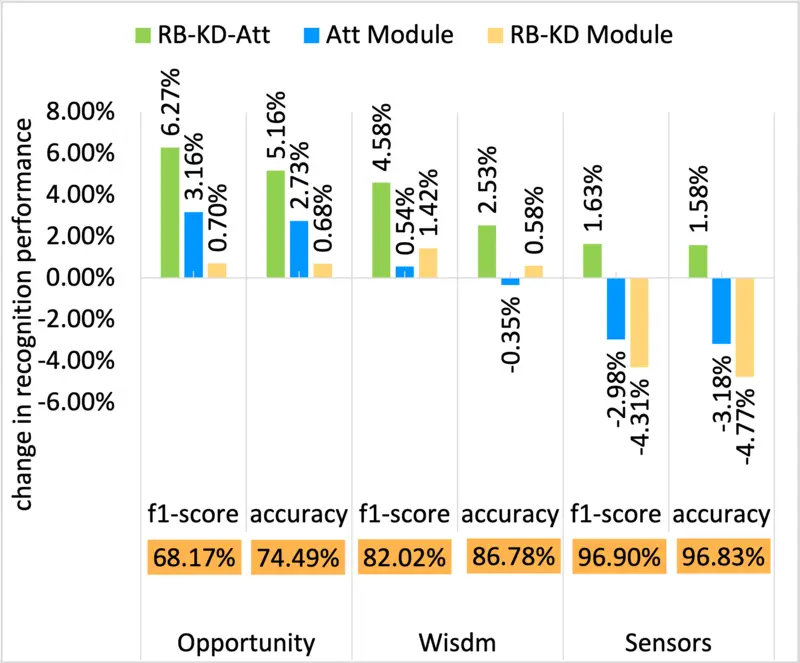 RB-KD-Att Att Module RB-KD Module
change in recognition performance
8.00%
6.00%
4.00%
2.00%
0.00%
-2.00%
-4.00%
-6.00%
6.27% 3.16% 0.70% 5.16% 2.73% 0.68% 4.58% 0.54% 1.42% 2.53% -0.35% 0.58% 1.63% -2.98% -4.31% 1.58% -3.18% -4.77%
f1-score accuracy f1-score accuracy f1-score accuracy
68.17% 74.49% 82.02% 86.78% 96.90% 96.83%
Opportunity Wisdm Sensors